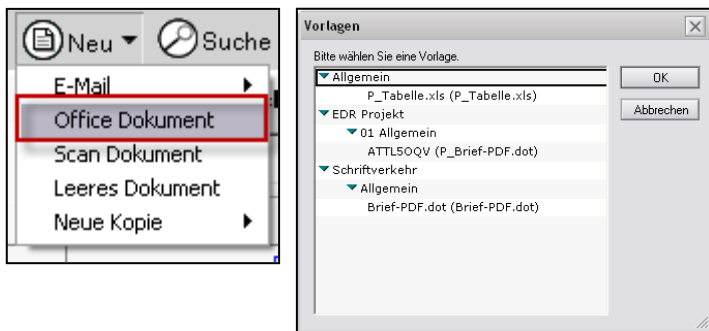 Neu Suche
E-Mail
Office Dokument
Scan Dokument
Leeres Dokument
Neue Kopie
Vorlagen
Bitte wählen Sie eine Vorlage.
Allgemein
P_Tabelle.xls (P_Tabelle.xls)
EDR Projekt
01 Allgemein
ATTL5OQV (P_Brief-PDF.dot)
Schriftverkehr
Allgemein
Brief-PDF.dot (Brief-PDF.dot)
OK
Abbrechen